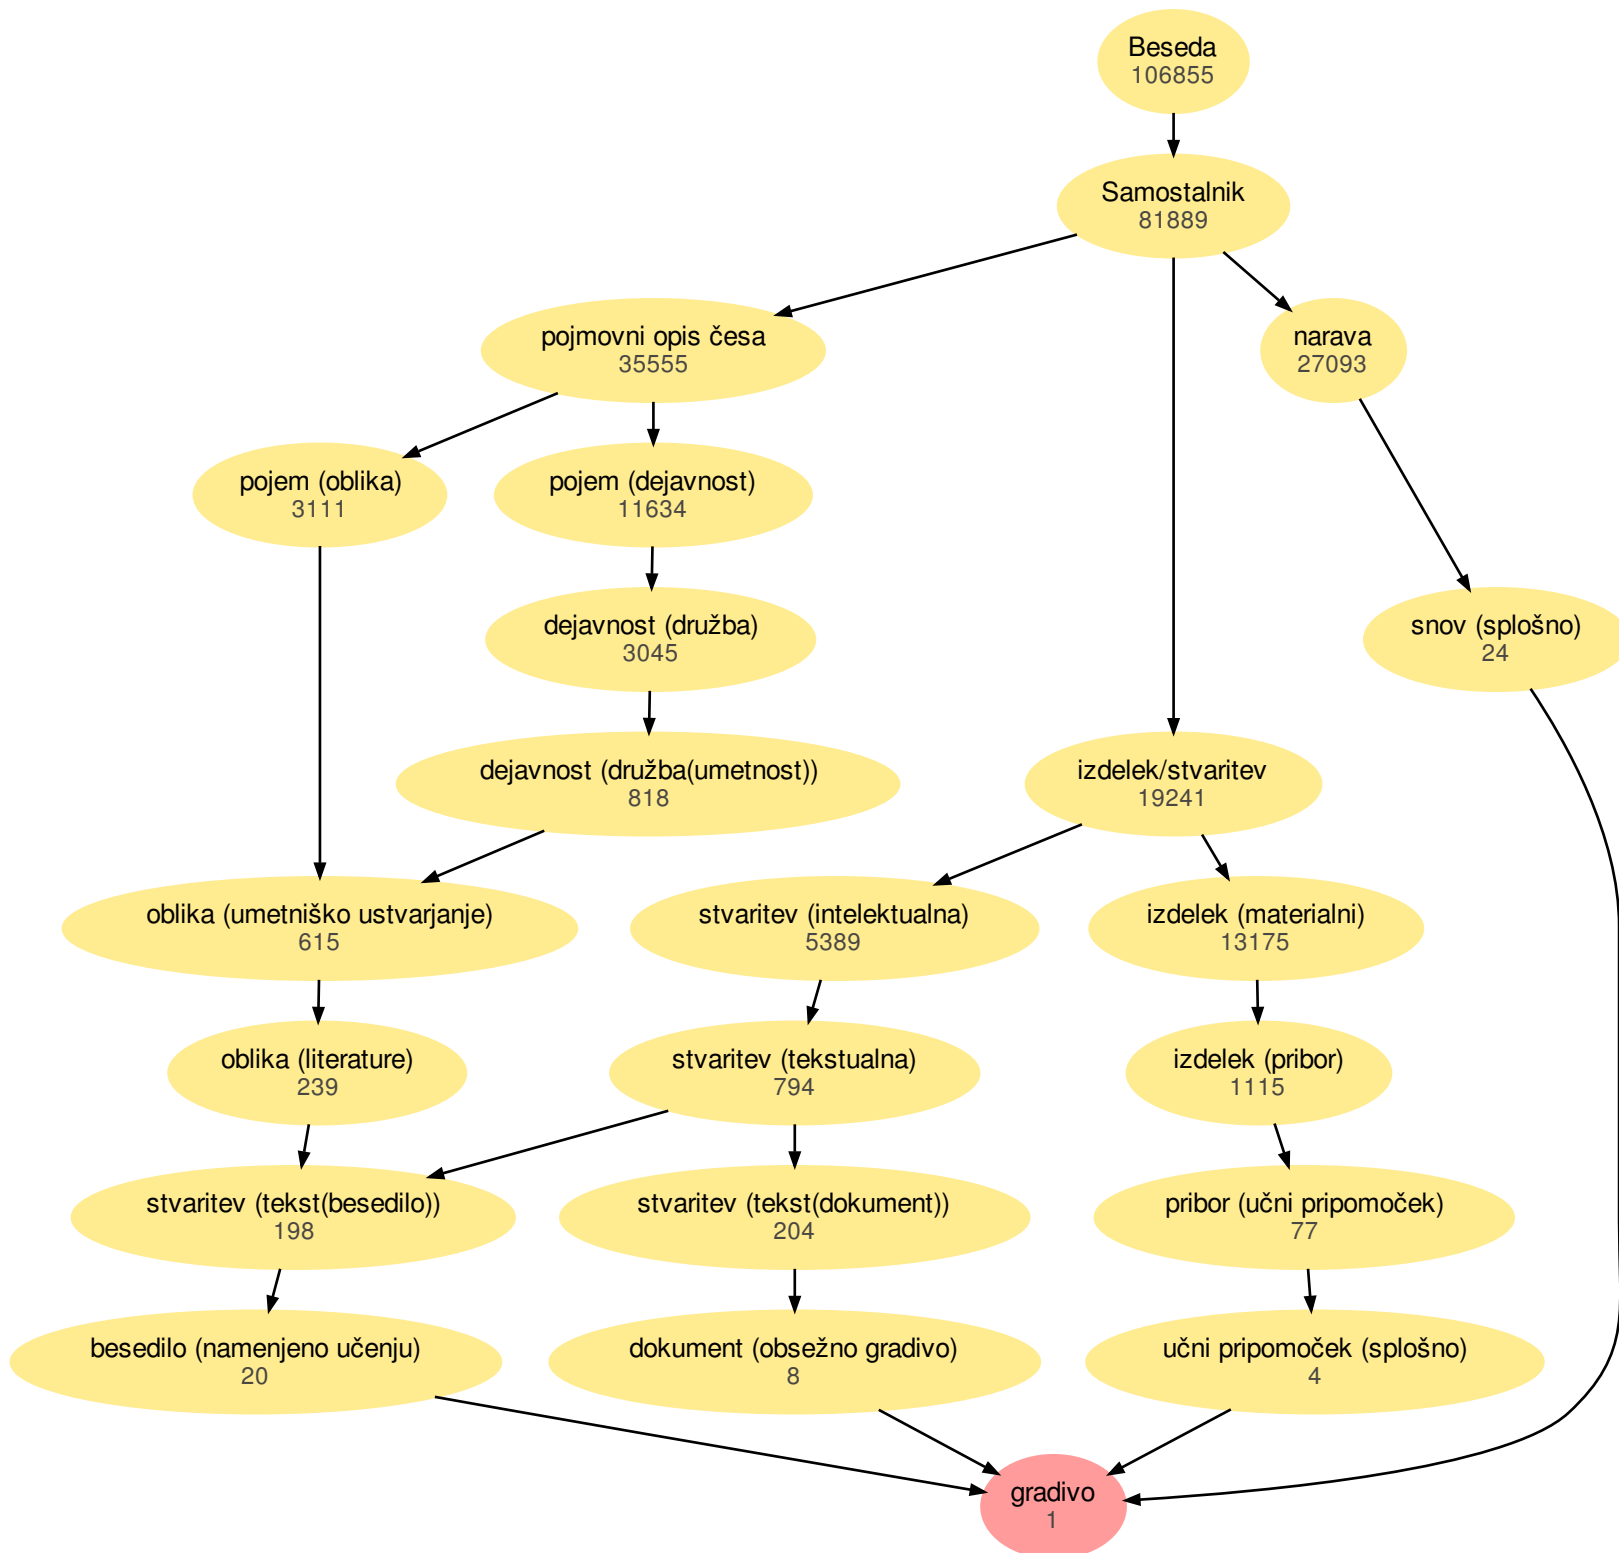 Beseda
106855
Samostalnik
81889
pojmovni opis česa
35555
narava
27093
pojem (oblika)
3111
pojem (dejavnost)
11634
dejavnost (družba)
3045
snov (splošno)
24
dejavnost (družba(umetnost))
818
izdelek/stvaritev
19241
oblika (umetniško ustvarjanje)
615
stvaritev (intelektualna)
5389
izdelek (materialni)
13175
oblika (literature)
239
stvaritev (tekstualna)
794
izdelek (pribor)
1115
stvaritev (tekst(besedilo))
198
stvaritev (tekst(dokument))
204
pribor (učni pripomoček)
77
besedilo (namenjeno učenju)
20
dokument (obsežno gradivo)
8
učni pripomoček (splošno)
4
gradivo
1